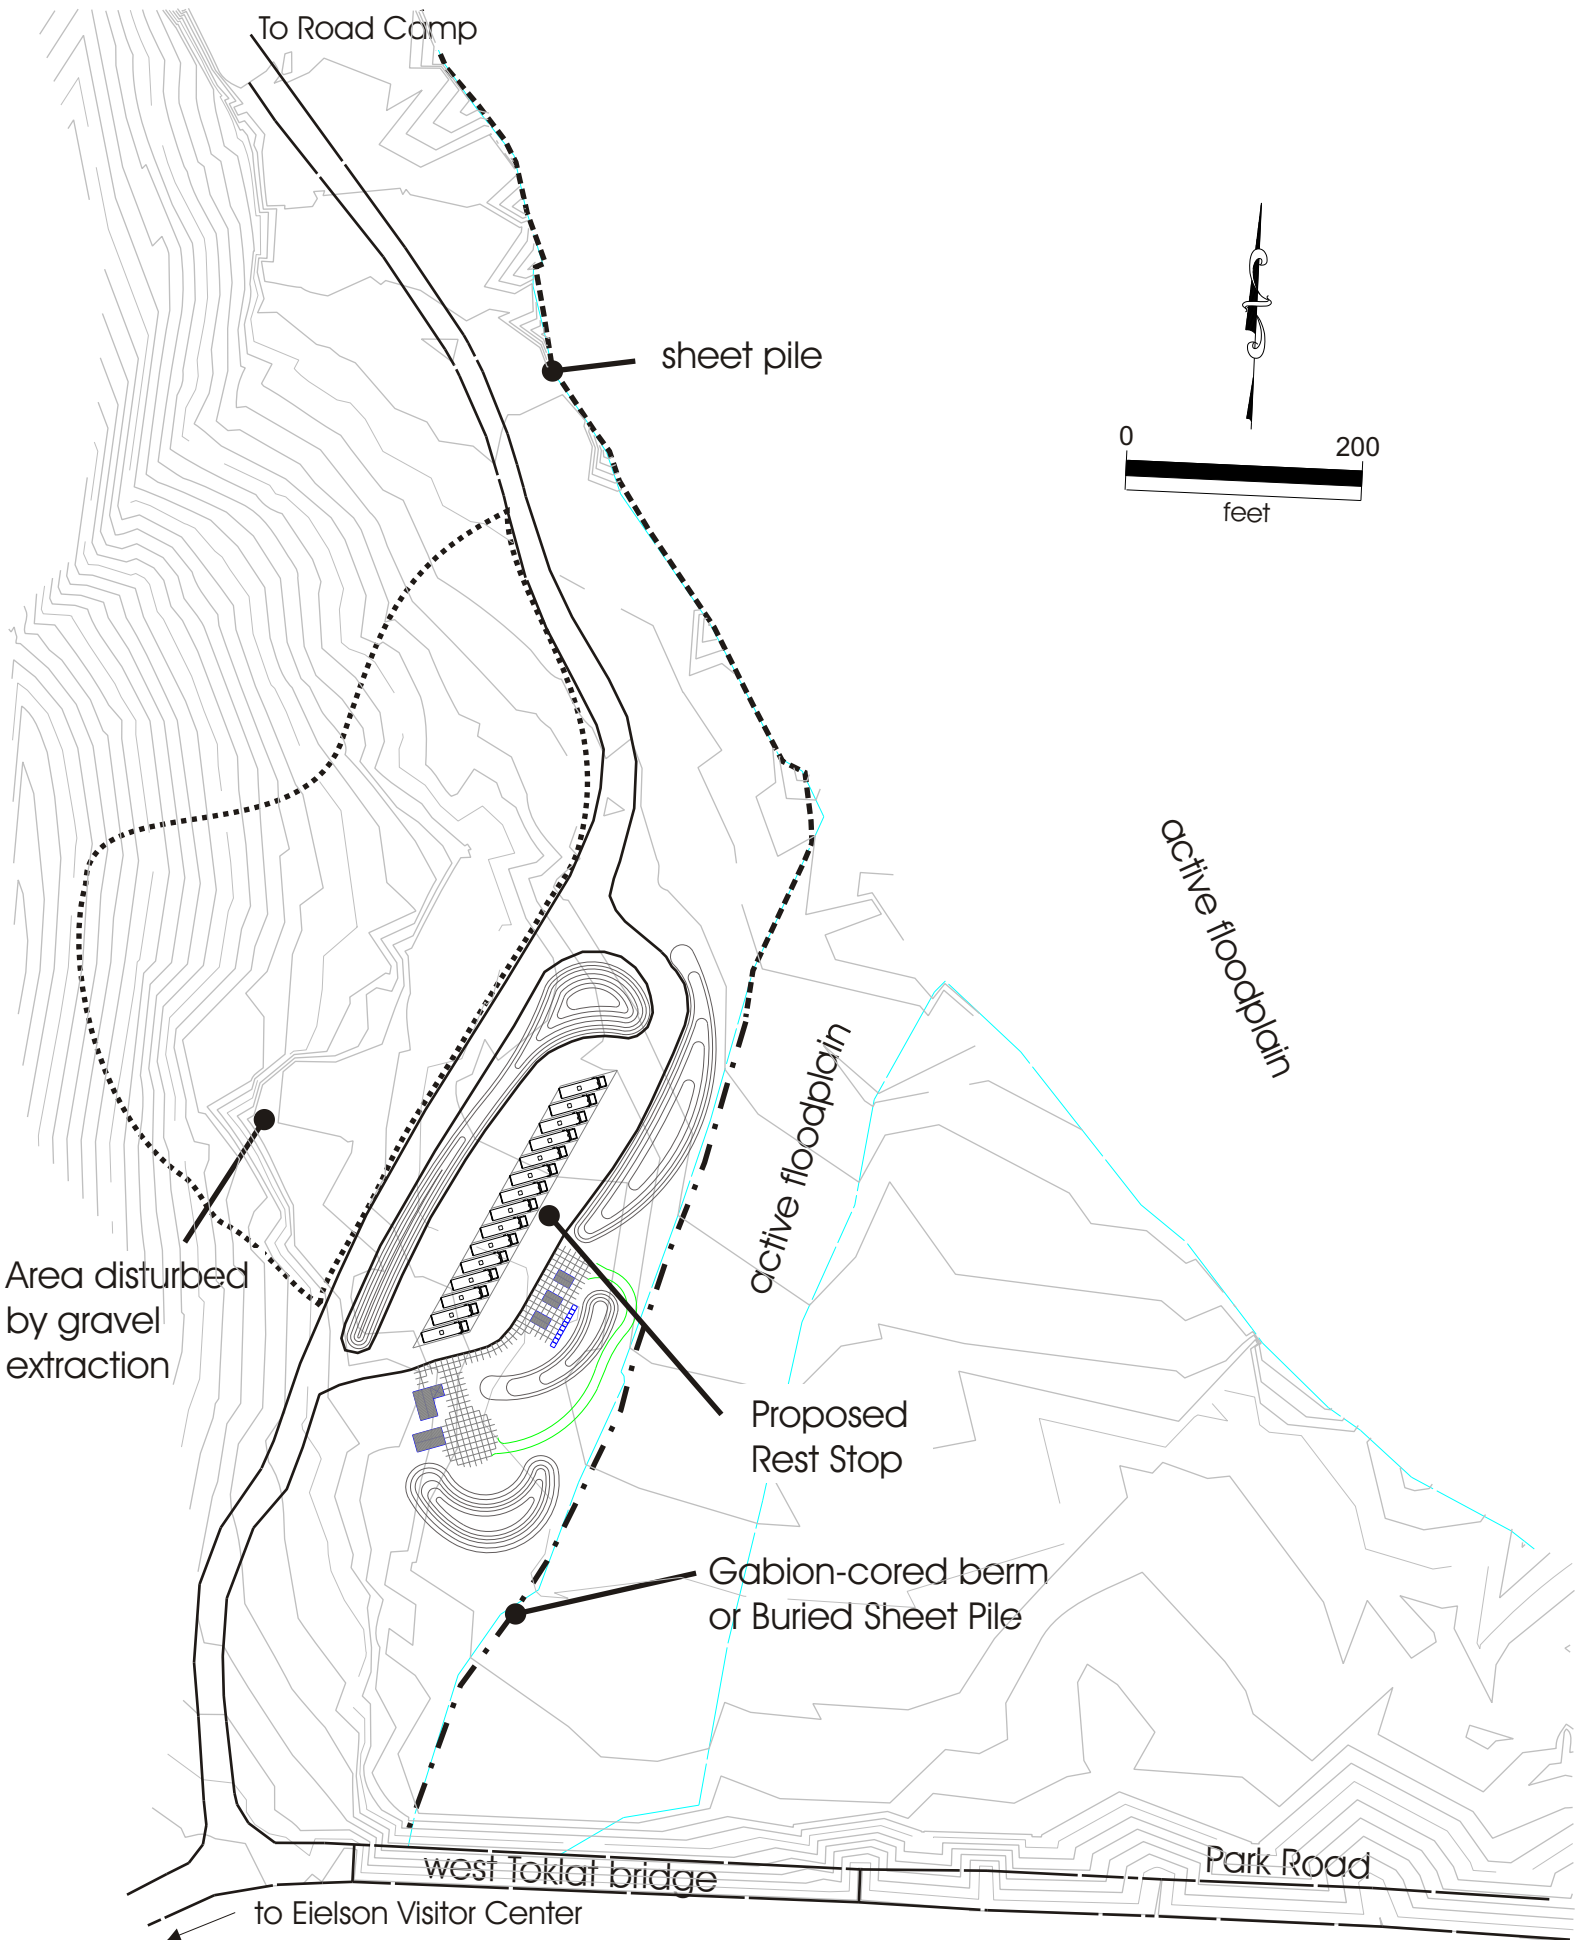 To Road Camp
sheet pile
0
200
feet
active floodplain
active floodplain
Area disturbed
by gravel
extraction
Proposed
Rest Stop
Gabion-cored berm
or Buried Sheet Pile
Park Road
west Toklat bridge
to Eielson Visitor Center